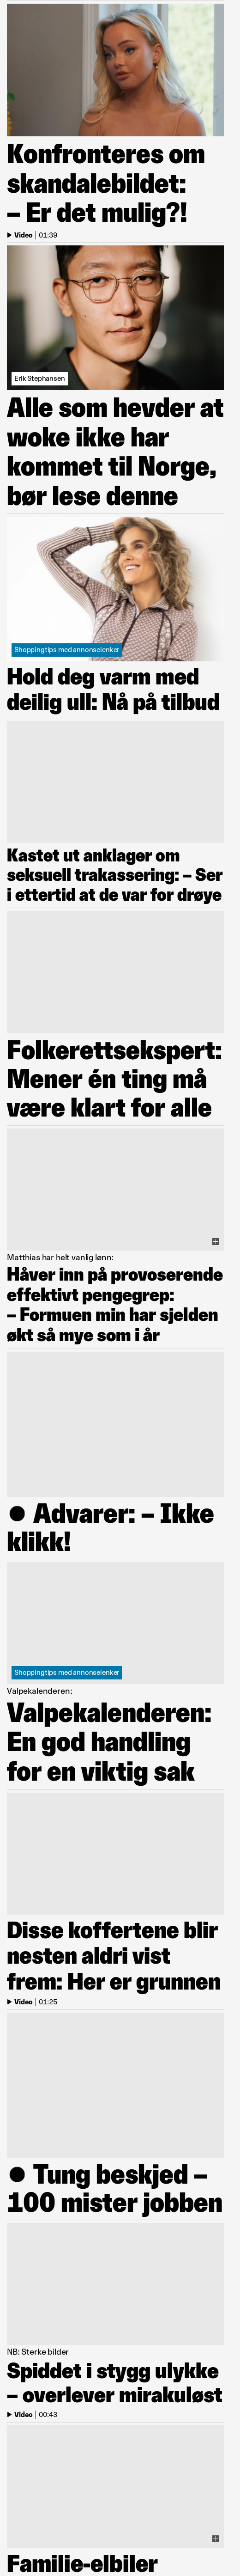 Konfronteres om
skandalebildet:
– Er det mulig?!
Video | 01:39
Erik Stephansen
Alle som hevder at
woke ikke har
kommet til Norge,
bør lese denne
Shoppingtips med annonselenker
Hold deg varm med
deilig ull: Nå på tilbud
Kastet ut anklager om
seksuell trakassering: – Ser
i ettertid at de var for drøye
Folkerettsekspert:
Mener én ting må
være klart for alle
Matthias har helt vanlig lønn:
Håver inn på provoserende
effektivt pengegrep:
– Formuen min har sjelden
økt så mye som i år
● Advarer: – Ikke
klikk!
Shoppingtips med annonselenker
Valpekalenderen:
Valpekalenderen:
En god handling
for en viktig sak
Disse koffertene blir
nesten aldri vist
frem: Her er grunnen
Video | 01:25
● Tung beskjed –
100 mister jobben
NB: Sterke bilder
Spiddet i stygg ulykke
– overlever mirakuløst
Video | 00:43
Familie-elbiler